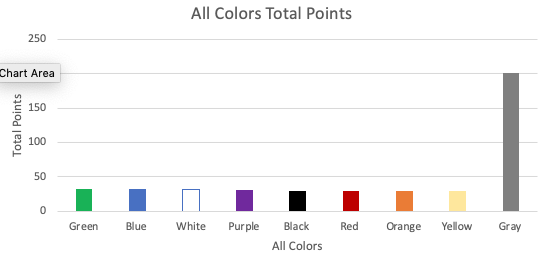 All Colors Total Points
250
Chart Area
150
100
50
0
Total Points
Green Blue White Purple Black Red Orange Yellow Gray
All Colors